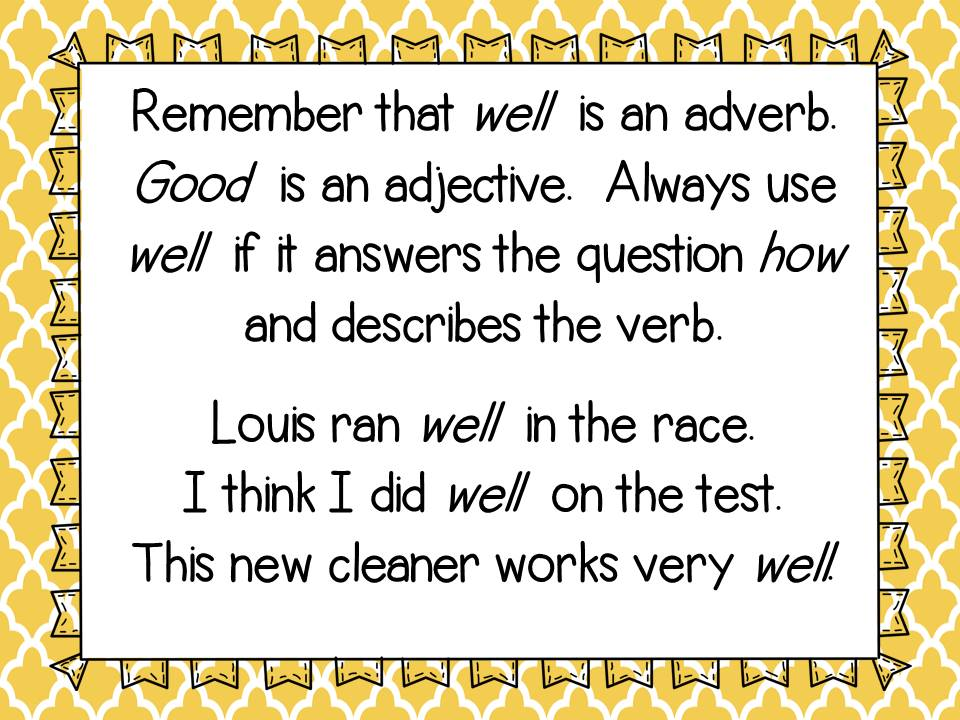 Remember that well is an adverb.
Good is an adjective. Always use
well if it answers the question how
and describes the verb.
Louis ran well in the race.
I think I did well on the test.
This new cleaner works very well.